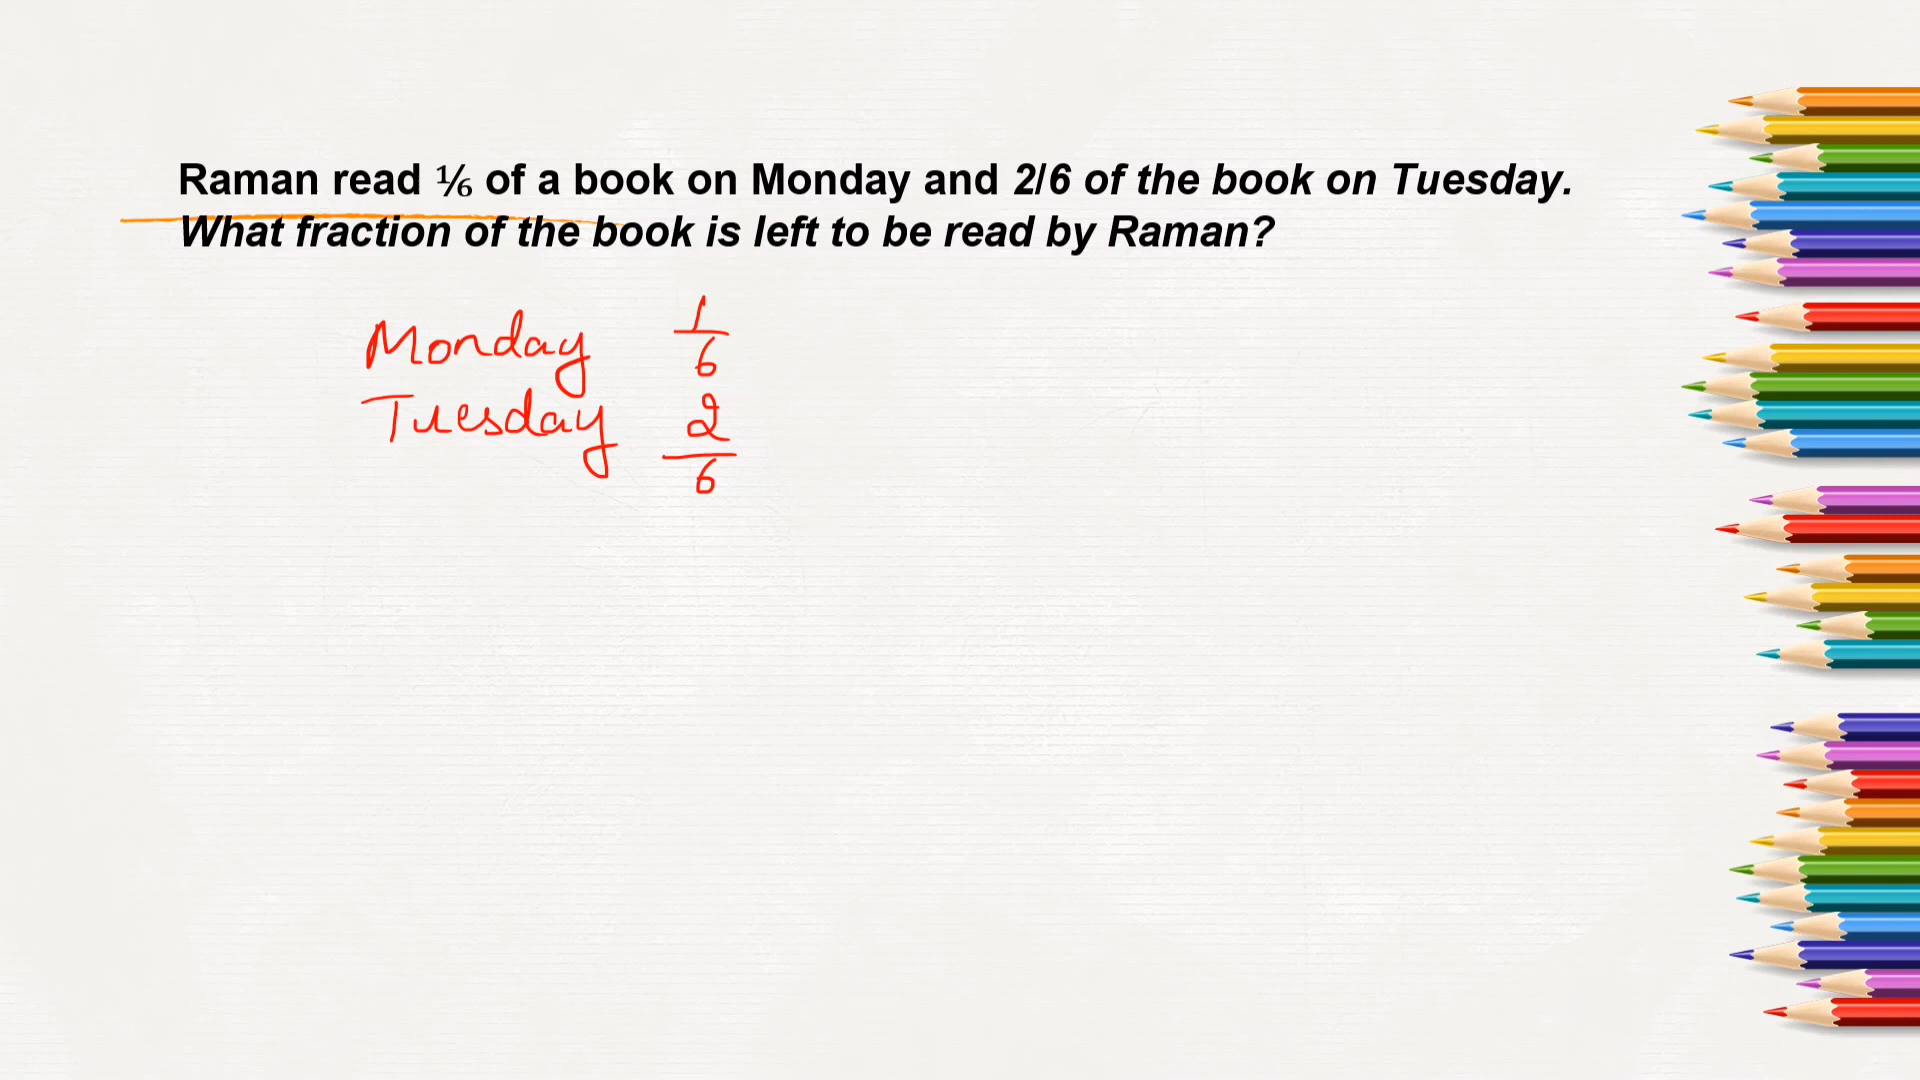 Raman read ⅙ of a book on Monday and 2/6 of the book on Tuesday.
What fraction of the book is left to be read by Raman?
Monday 1/6
Tuesday 2/6